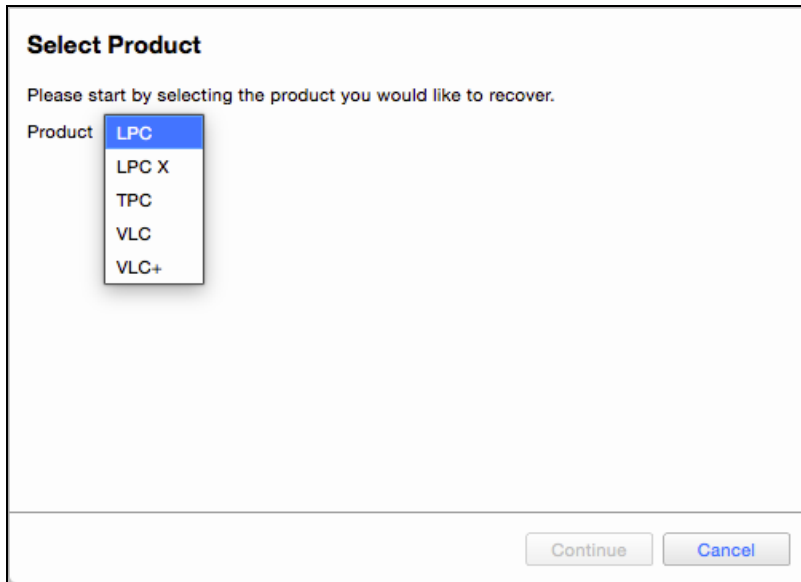 Select Product
Please start by selecting the product you would like to recover.
Product LPC
LPC X
TPC
VLC
VLC+
Continue Cancel